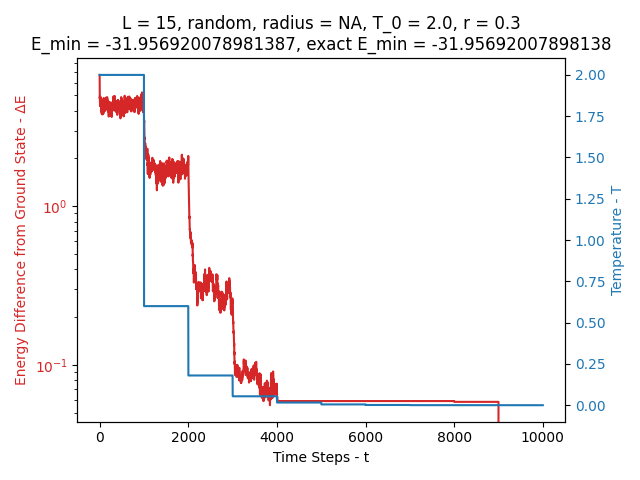 L = 15, random, radius = NA, T_0 = 2.0, r = 0.3
E_min = -31.956920078981387, exact E_min = -31.95692007898138
Energy Difference from Ground State - ΔE
10^0
10^-1
2.00
1.75
1.50
1.25
1.00
0.75
0.50
0.25
0.00
Temperature - T
0 2000 4000 6000 8000 10000
Time Steps - t